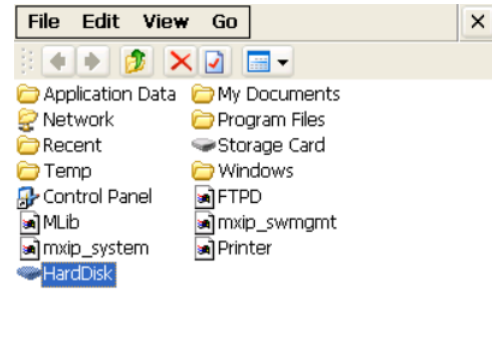 File Edit View Go
Application Data My Documents
Network Program Files
Recent Storage Card
Temp Windows
Control Panel FTPD
MLib mxip_swmgmt
mxip_system Printer
HardDisk